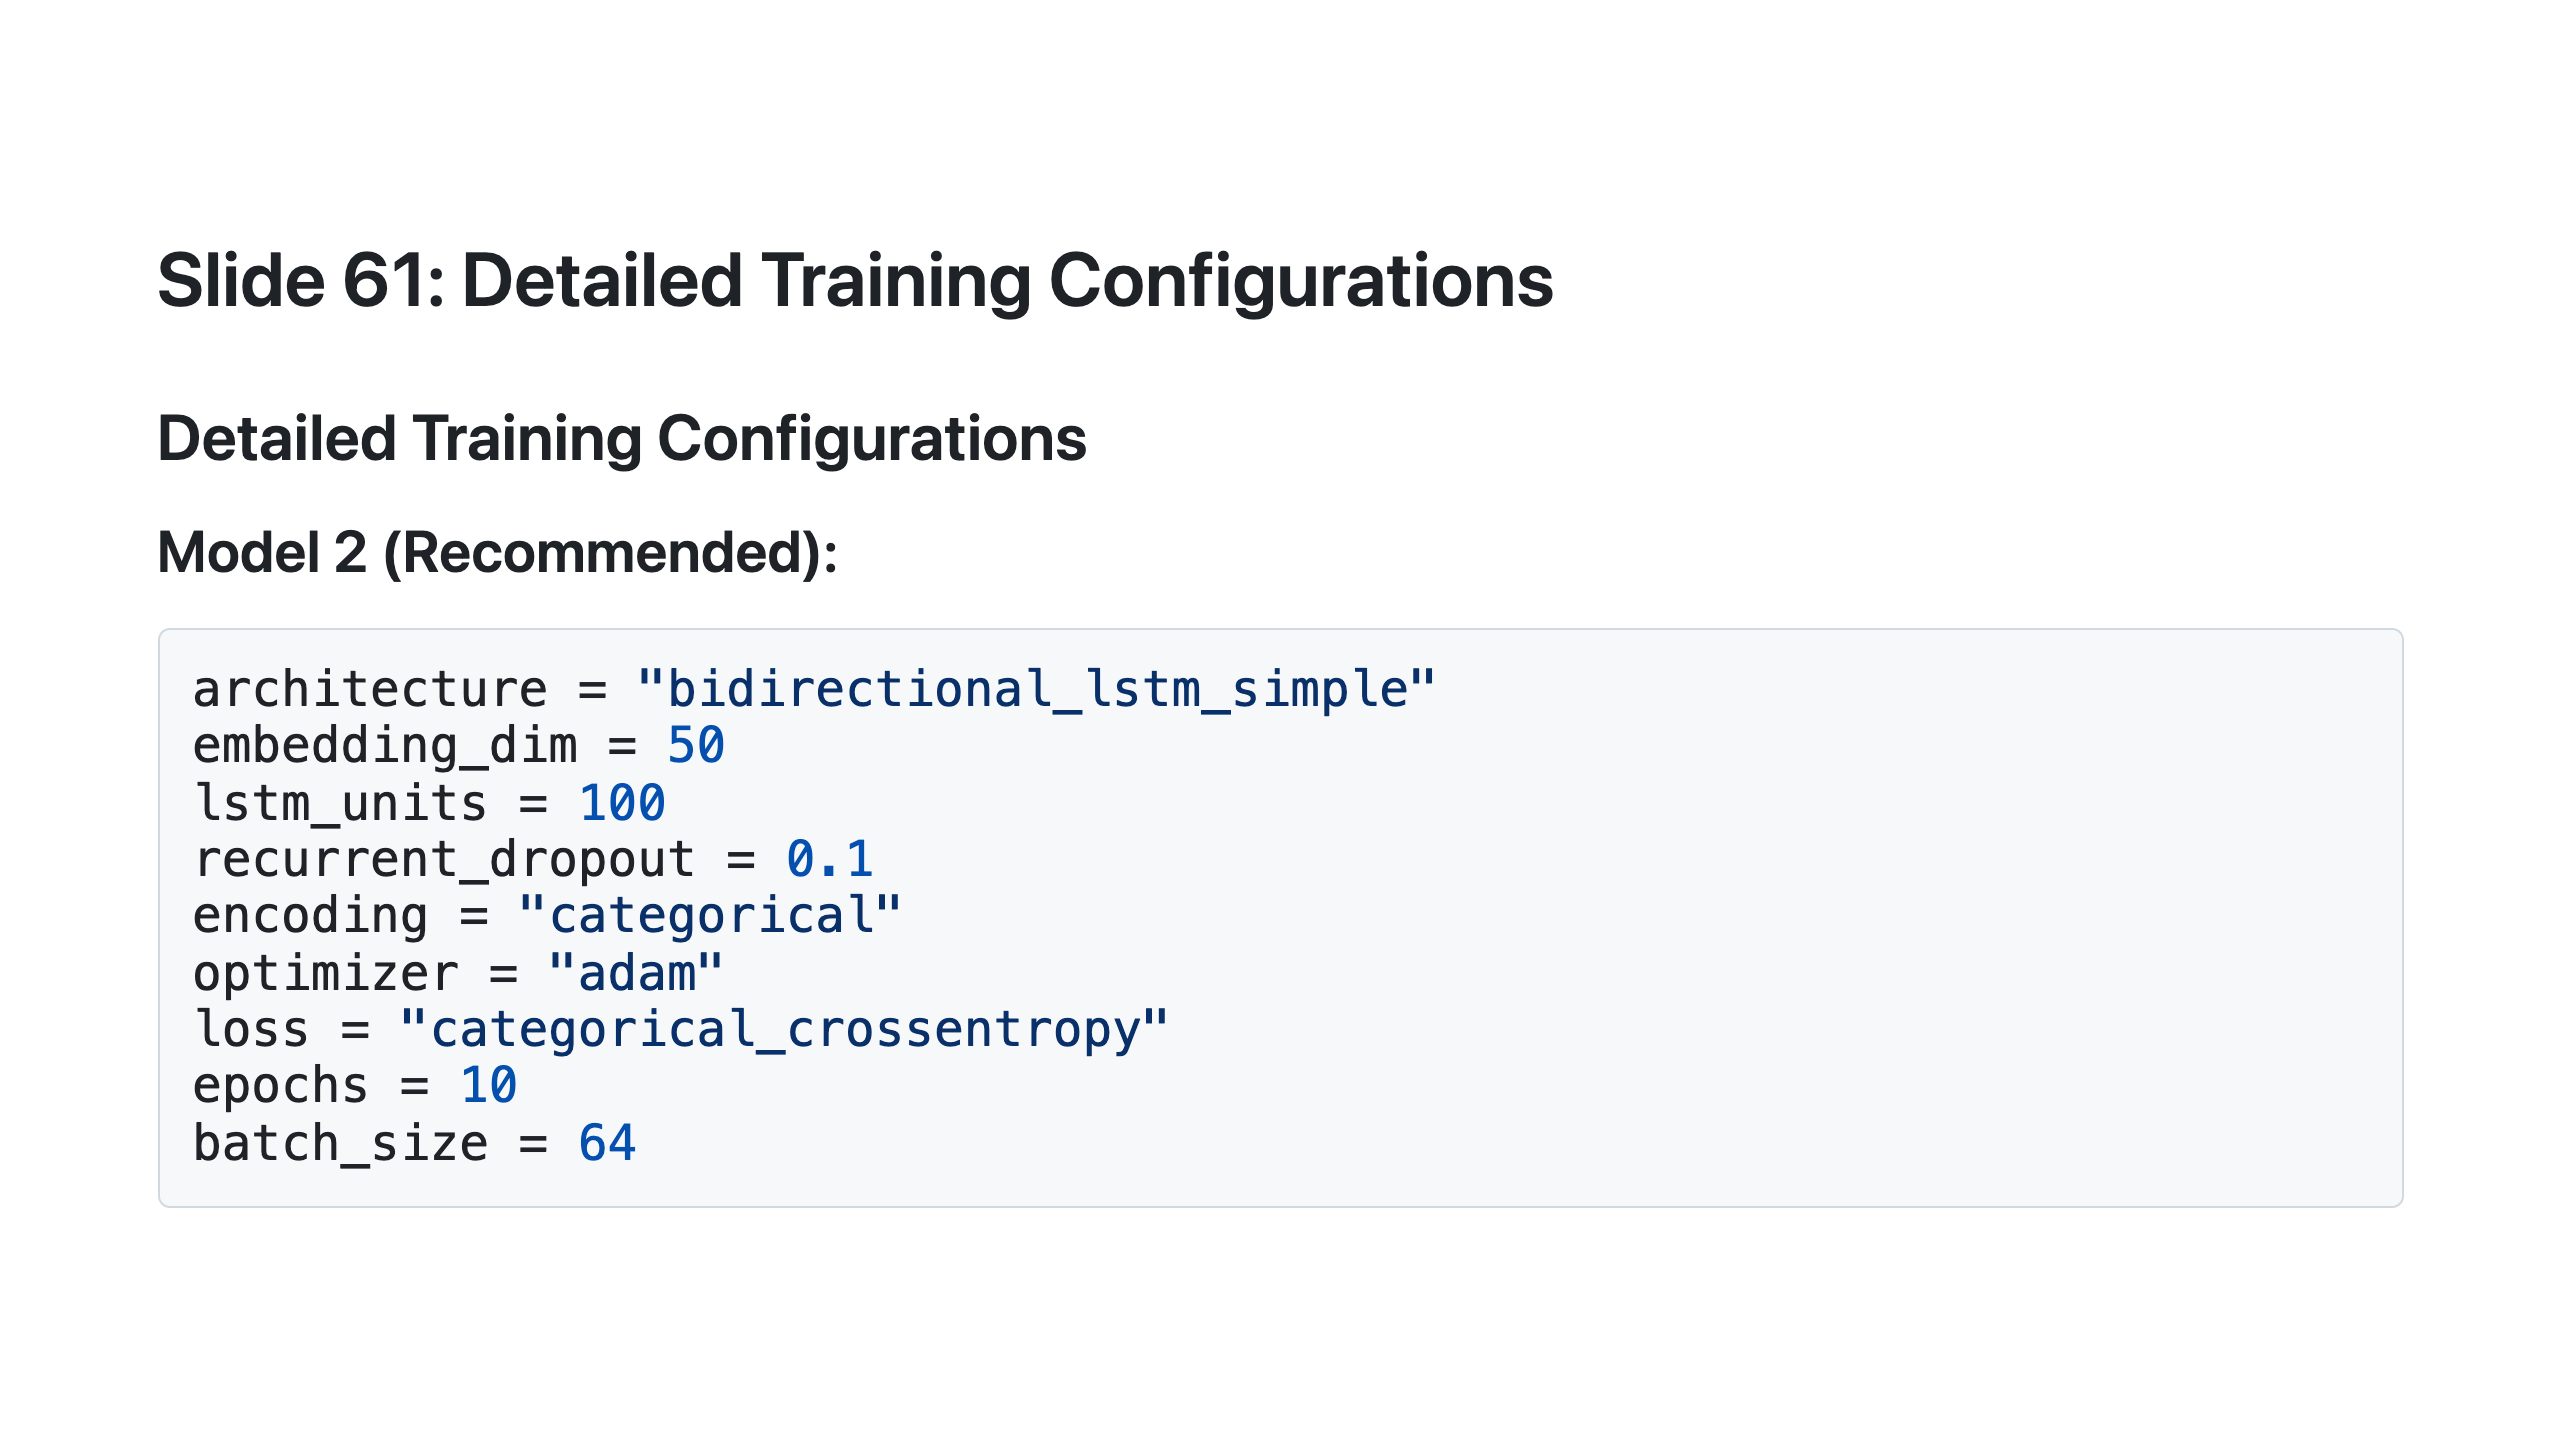 Slide 61: Detailed Training Configurations
Detailed Training Configurations
Model 2 (Recommended):
architecture = "bidirectional_lstm_simple"
embedding_dim = 50
lstm_units = 100
recurrent_dropout = 0.1
encoding = "categorical"
optimizer = "adam"
loss = "categorical_crossentropy"
epochs = 10
batch_size = 64